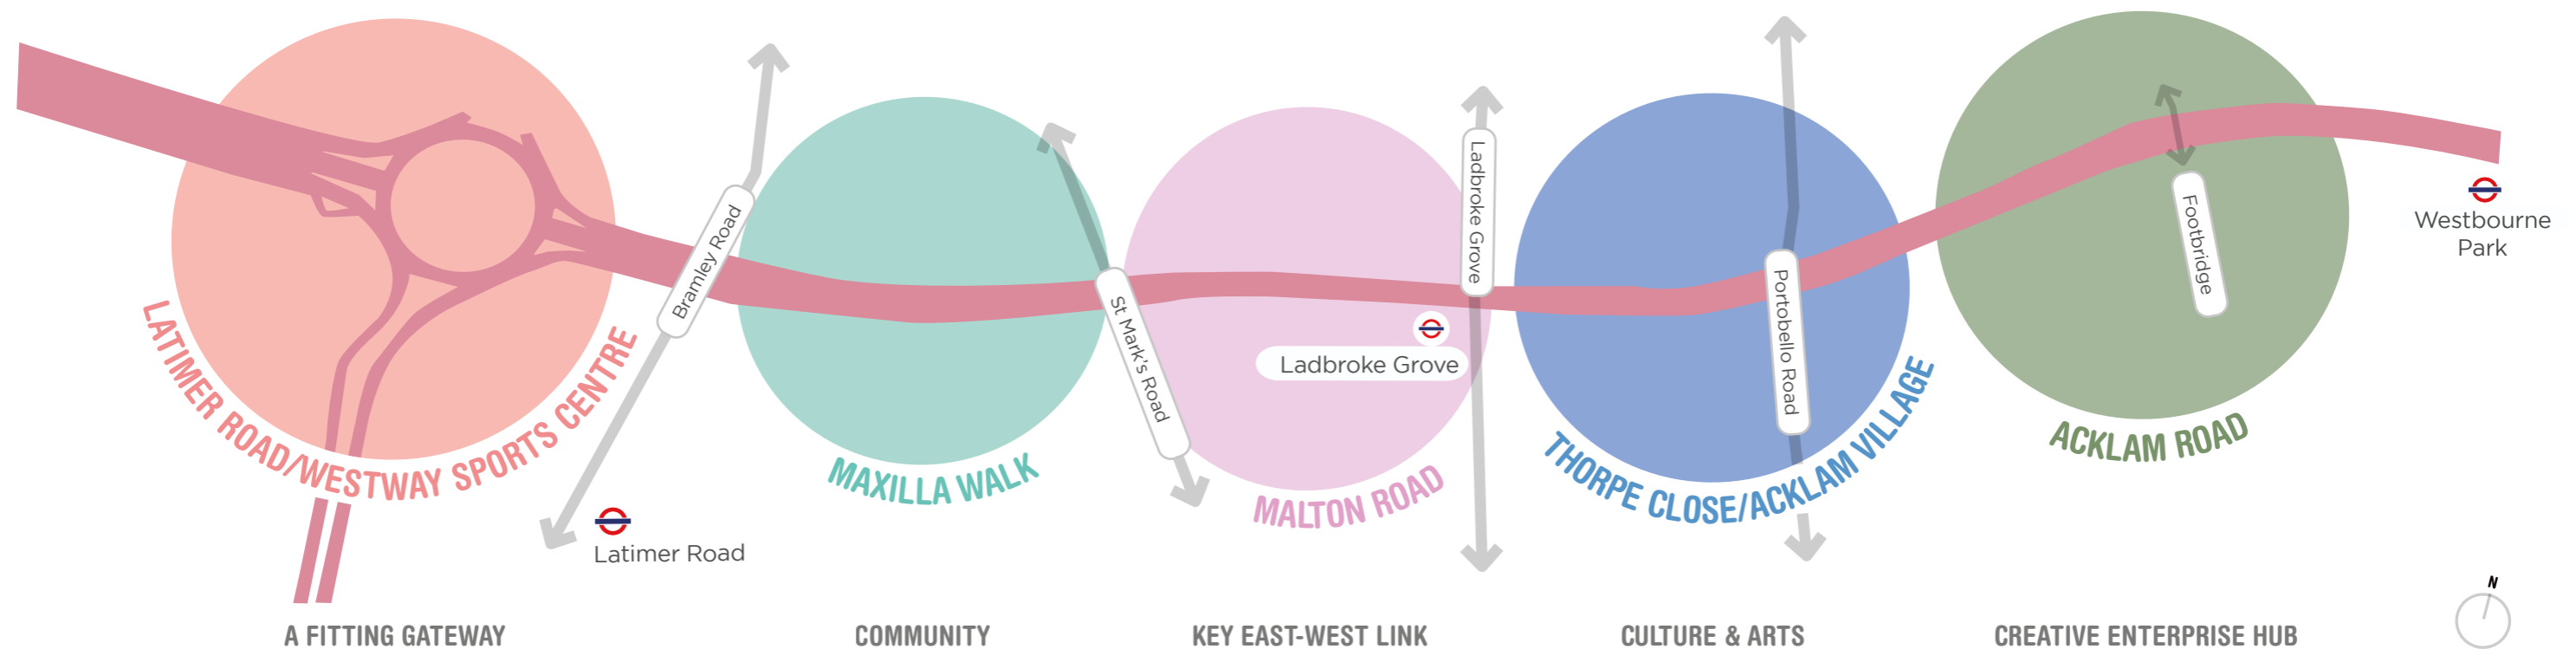 LATIMER ROAD/WESTWAY SPORTS CENTRE
Bramley Road
Latimer Road
MAXILLA WALK
St Mark's Road
MALTON ROAD
Ladbroke Grove
Ladbroke Grove
THORPE CLOSE/ACKLAM VILLAGE
Portobello Road
ACKLAM ROAD
Footbridge
Westbourne
Park
N
A FITTING GATEWAY
COMMUNITY
KEY EAST-WEST LINK
CULTURE & ARTS
CREATIVE ENTERPRISE HUB